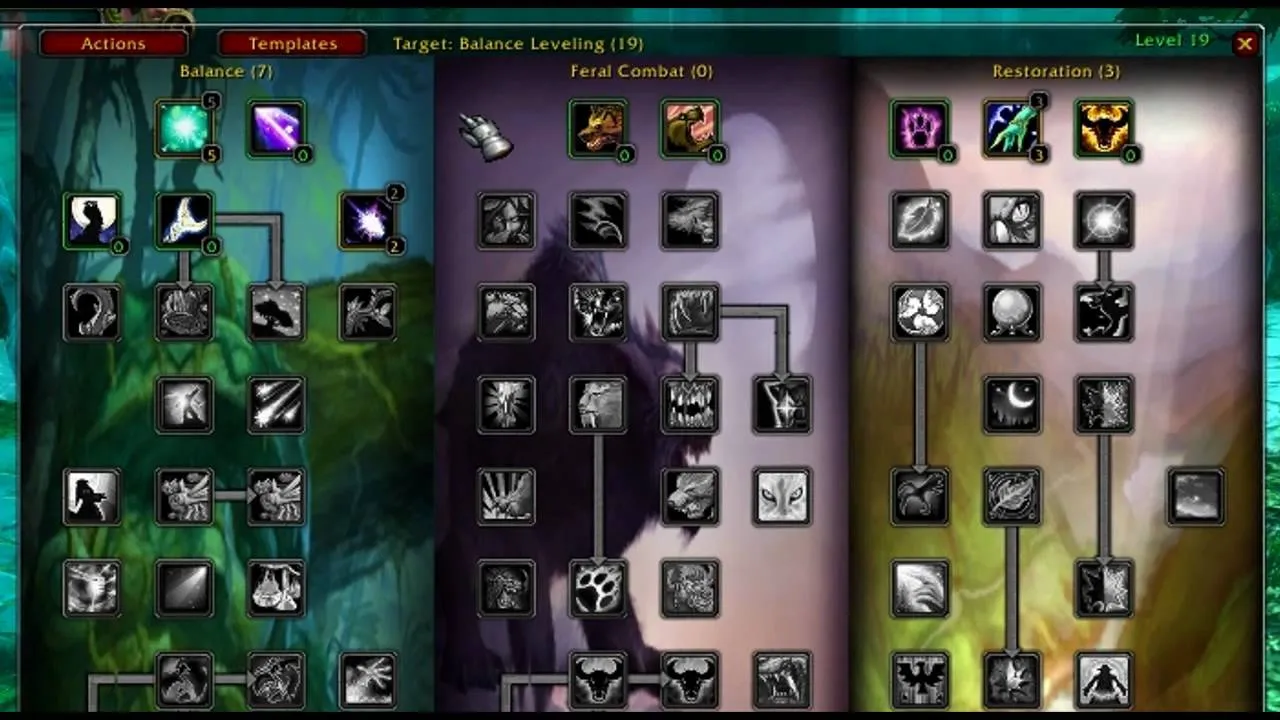 Actions Templates Target: Balance Leveling (19) Level 19 X
Balance (7) Feral Combat (0) Restoration (3)
5 3
5 0 0 0 0 3 0
2
0 0 2